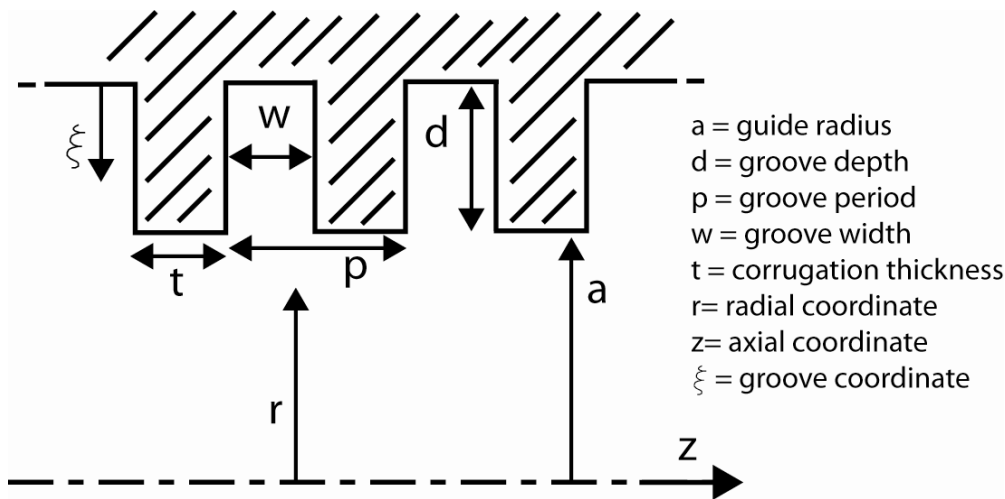 ξ
w
d
t
p
a
r
z
a = guide radius
d = groove depth
p = groove period
w = groove width
t = corrugation thickness
r= radial coordinate
z= axial coordinate
ξ = groove coordinate